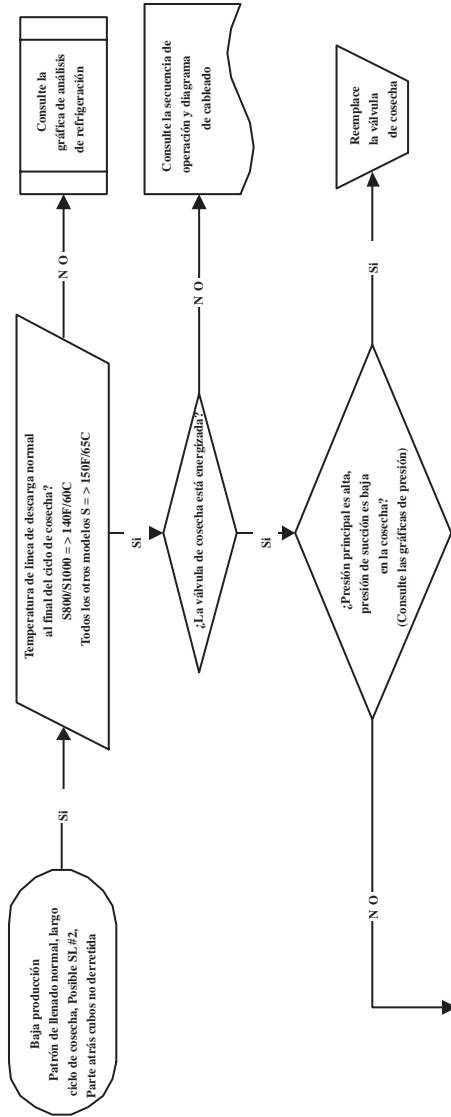 Baja producción
Patrón de llenado normal, largo
ciclo de cosecha, Posible SL#2,
Parte atrás cubos no derretida
Si
Temperatura de linea de descarga normal
al final del ciclo de cosecha?
S800/S1000 = > 140F/60C
Todos los otros modelos S = > 150F/65C
N O
Consulte la
gráfica de análisis
de refrigeración
Si
¿La válvula de cosecha está energizada?
N O
Consulte la secuencia de
operación y diagrama
de cableado
Si
¿Presión principal es alta,
presión de succión es baja
en la cosecha?
(Consulte las gráficas de presión)
Si
Reemplace
la válvula
de cosecha
N O